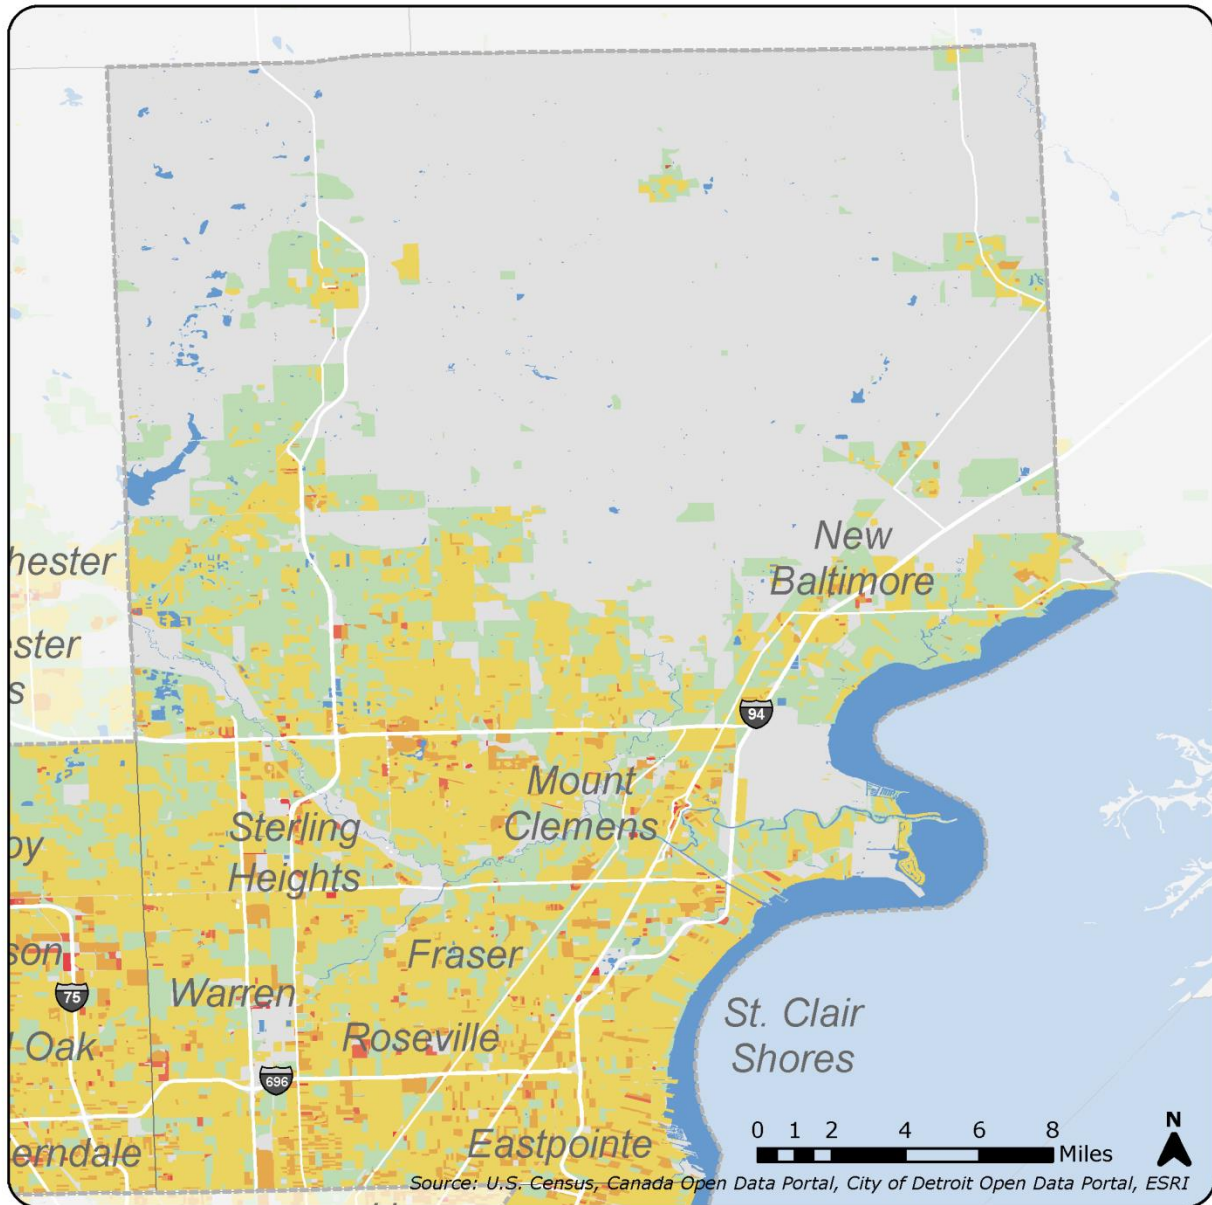 New
Baltimore
hester
ester
s
94
Mount
Clemens
Sterling
Heights
oy
Fraser
son
75
Warren
St. Clair
Shores
Roseville
Oak
696
Eastpointe
erndale
0 1 2 4 6 8 Miles
N
Source: U.S. Census, Canada Open Data Portal, City of Detroit Open Data Portal, ESRI